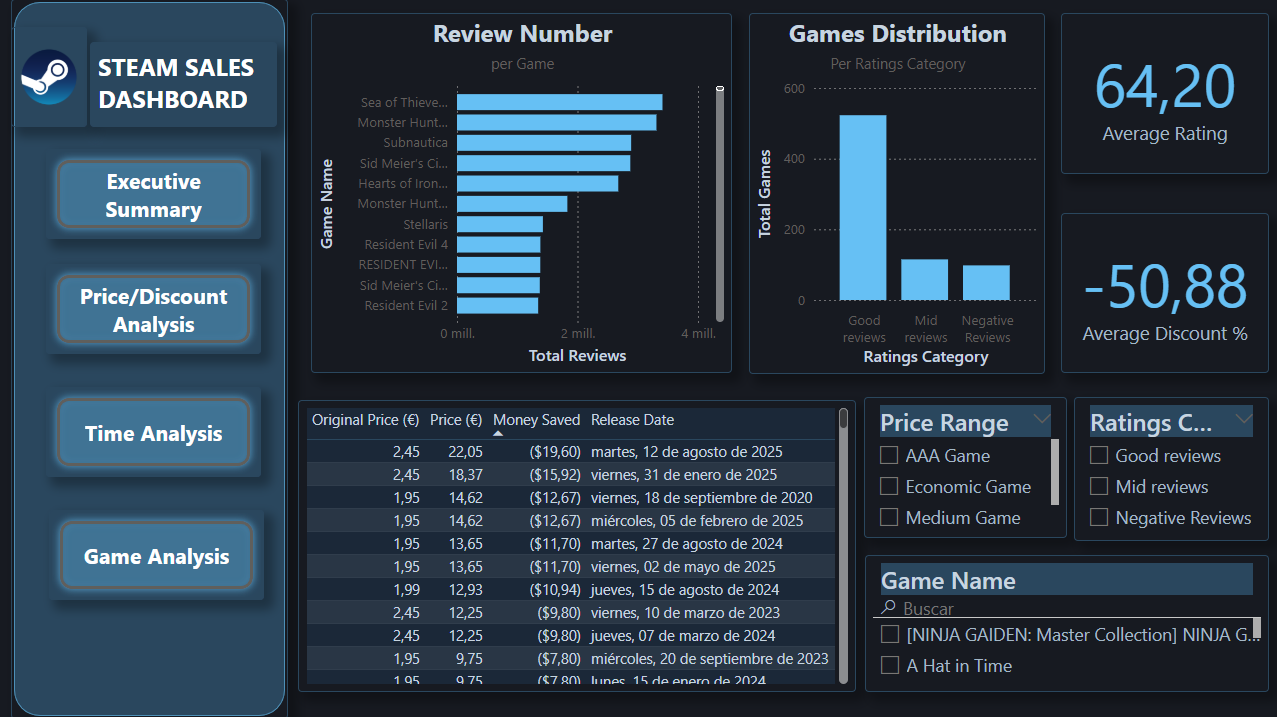 STEAM SALES
DASHBOARD
Executive
Summary
Price/Discount
Analysis
Time Analysis
Game Analysis
Review Number
per Game
Game Name
Sea of Thieve...
Monster Hunt...
Subnautica
Sid Meier's Ci...
Hearts of Iron...
Monster Hunt...
Stellaris
Resident Evil 4
RESIDENT EVI...
Sid Meier's Ci...
Resident Evil 2
0 mill. 2 mill. 4 mill.
Total Reviews
Games Distribution
Per Ratings Category
Total Games
600
400
200
0
Good
reviews
Mid
reviews
Negative
Reviews
Ratings Category
64,20
Average Rating
-50,88
Average Discount %
Original Price (€) Price (€) Money Saved Release Date
2,45 22,05 ($19,60) martes, 12 de agosto de 2025
2,45 18,37 ($15,92) viernes, 31 de enero de 2025
1,95 14,62 ($12,67) viernes, 18 de septiembre de 2020
1,95 14,62 ($12,67) miércoles, 05 de febrero de 2025
1,95 13,65 ($11,70) martes, 27 de agosto de 2024
1,95 13,65 ($11,70) viernes, 02 de mayo de 2025
1,99 12,93 ($10,94) jueves, 15 de agosto de 2024
2,45 12,25 ($9,80) viernes, 10 de marzo de 2023
2,45 12,25 ($9,80) jueves, 07 de marzo de 2024
1,95 9,75 ($7,80) miércoles, 20 de septiembre de 2023
1,95 9,75 ($7,80) lunes, 15 de enero de 2024
Price Range
AAA Game
Economic Game
Medium Game
Ratings C...
Good reviews
Mid reviews
Negative Reviews
Game Name
Buscar
[NINJA GAIDEN: Master Collection] NINJA G...
A Hat in Time